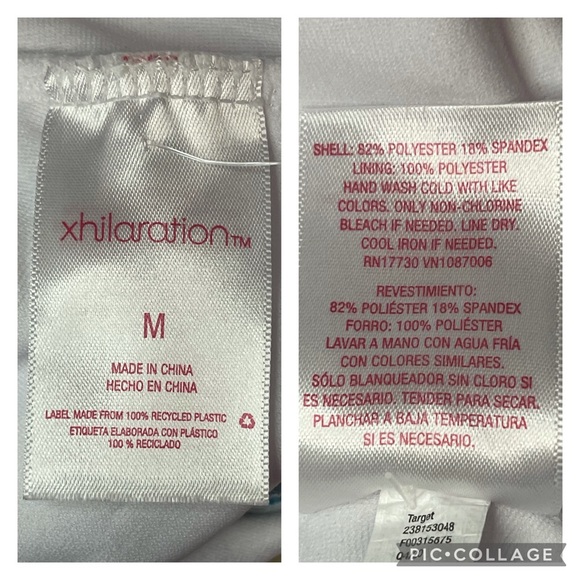 xhilaration™
M
MADE IN CHINA
HECHO EN CHINA
LABEL MADE FROM 100% RECYCLED PLASTIC
ETIQUETA ELABORADA CON PLÁSTICO
100 % RECICLADO
SHELL: 82% POLYESTER 18% SPANDEX
LINING: 100% POLYESTER
HAND WASH COLD WITH LIKE
COLORS. ONLY NON-CHLORINE
BLEACH IF NEEDED. LINE DRY.
COOL IRON IF NEEDED.
RN17730 VN1087006
REVESTIMIENTO:
82% POLIÉSTER 18% SPANDEX
FORRO: 100% POLIÉSTER
LAVAR A MANO CON AGUA FRÍA
CON COLORES SIMILARES.
SÓLO BLANQUEADOR SIN CLORO SI
ES NECESARIO. TENDER PARA SECAR.
PLANCHAR A BAJA TEMPERATURA
SI ES NECESARIO.
Target
238153048
F00315675
PIC•COLLAGE